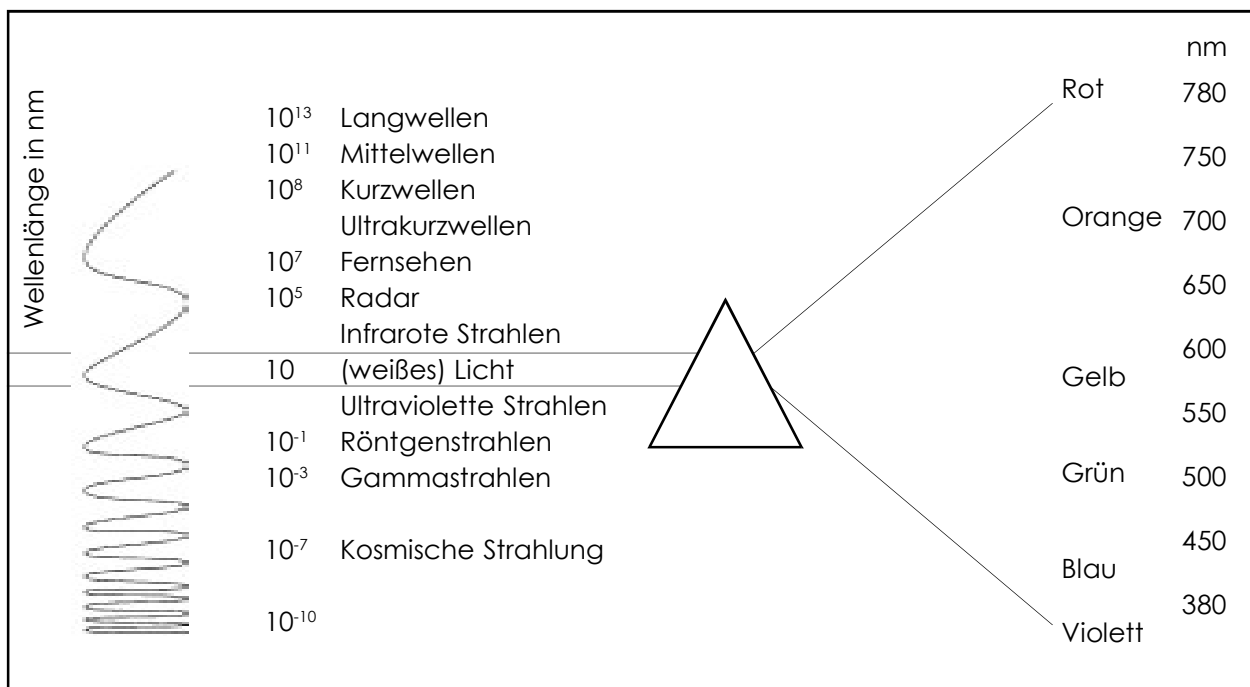 Wellenlänge in nm
10¹³ Langwellen
10¹¹ Mittelwellen
10⁸ Kurzwellen
Ultrakurzwellen
10⁷ Fernsehen
10⁵ Radar
Infrarote Strahlen
10 (weißes) Licht
Ultraviolette Strahlen
10⁻¹ Röntgenstrahlen
10⁻³ Gammastrahlen
10⁻⁷ Kosmische Strahlung
10⁻¹⁰
nm
Rot 780
750
Orange 700
650
600
Gelb
550
Grün 500
450
Blau
380
Violett